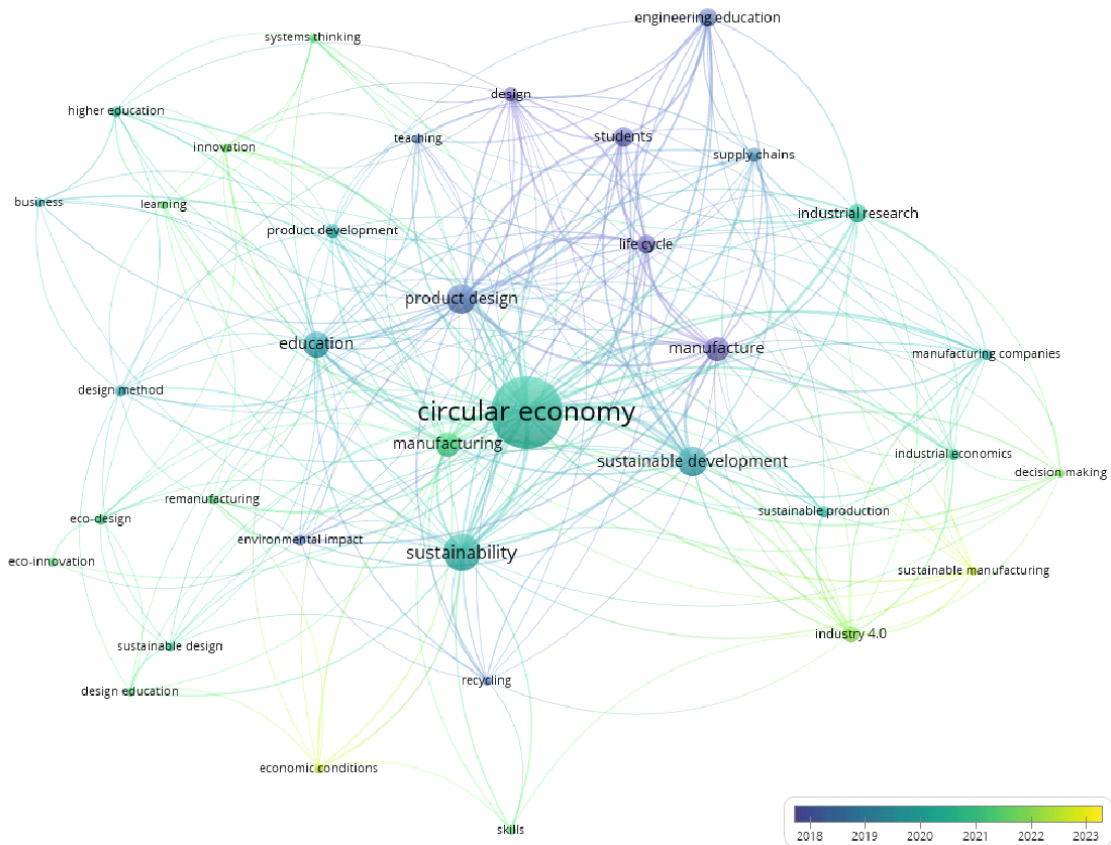 engineering education
systems thinking
design
higher education
students
teaching
innovation
supply chains
business
learning
industrial research
product development
life cycle
product design
education
manufacture
manufacturing companies
design method
circular economy
manufacturing
sustainable development
industrial economics
decision making
remanufacturing
sustainable production
eco-design
environmental impact
sustainability
eco-innovation
sustainable manufacturing
industry 4.0
sustainable design
recycling
design education
economic conditions
skills
2018 2019 2020 2021 2022 2023